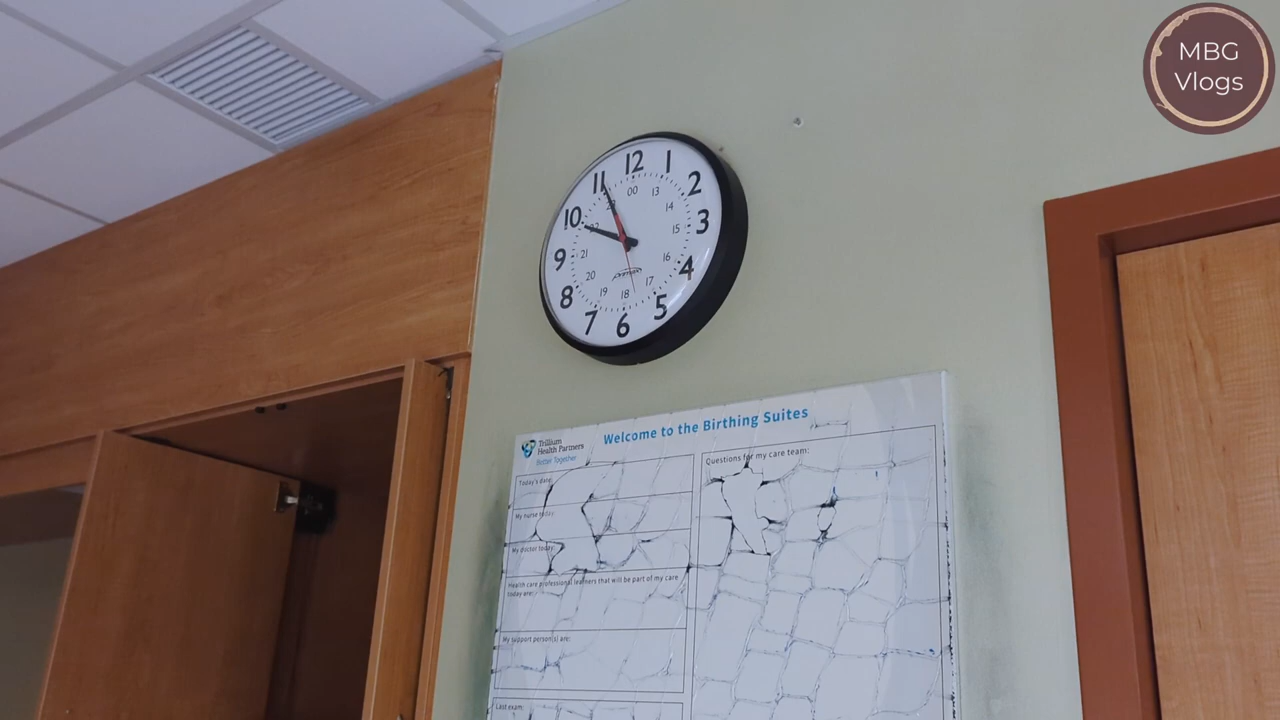 MBG
Vlogs
12
1
2
3
4
5
6
7
8
9
10
11
00
13
14
15
16
17
18
19
20
21
22
23
Welcome to the Birthing Suites
Trillium
Health Partners
Better Together
Today's date:
My nurse today:
My doctor today:
Health care professional learners that will be part of my care
today are:
My support person(s) are:
Last exam:
Questions for my care team: